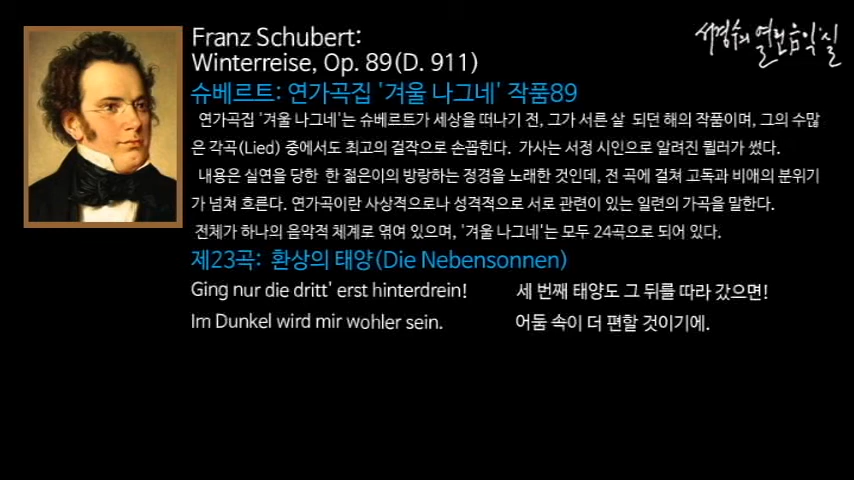 서경수의 열린음악실
Franz Schubert:
Winterreise, Op. 89(D. 911)
슈베르트: 연가곡집 '겨울 나그네' 작품89
연가곡집 '겨울 나그네'는 슈베르트가 세상을 떠나기 전, 그가 서른 살 되던 해의 작품이며, 그의 수많
은 각곡(Lied) 중에서도 최고의 걸작으로 손꼽힌다. 가사는 서정 시인으로 알려진 뮐러가 썼다.
내용은 실연을 당한 한 젊은이의 방랑하는 정경을 노래한 것인데, 전 곡에 걸쳐 고독과 비애의 분위기
가 넘쳐 흐른다. 연가곡이란 사상적으로나 성격적으로 서로 관련이 있는 일련의 가곡을 말한다.
전체가 하나의 음악적 체계로 엮여 있으며, '겨울 나그네'는 모두 24곡으로 되어 있다.
제23곡: 환상의 태양(Die Nebensonnen)
Ging nur die dritt' erst hinterdrein! 세 번째 태양도 그 뒤를 따라 갔으면!
Im Dunkel wird mir wohler sein. 어둠 속이 더 편할 것이기에.